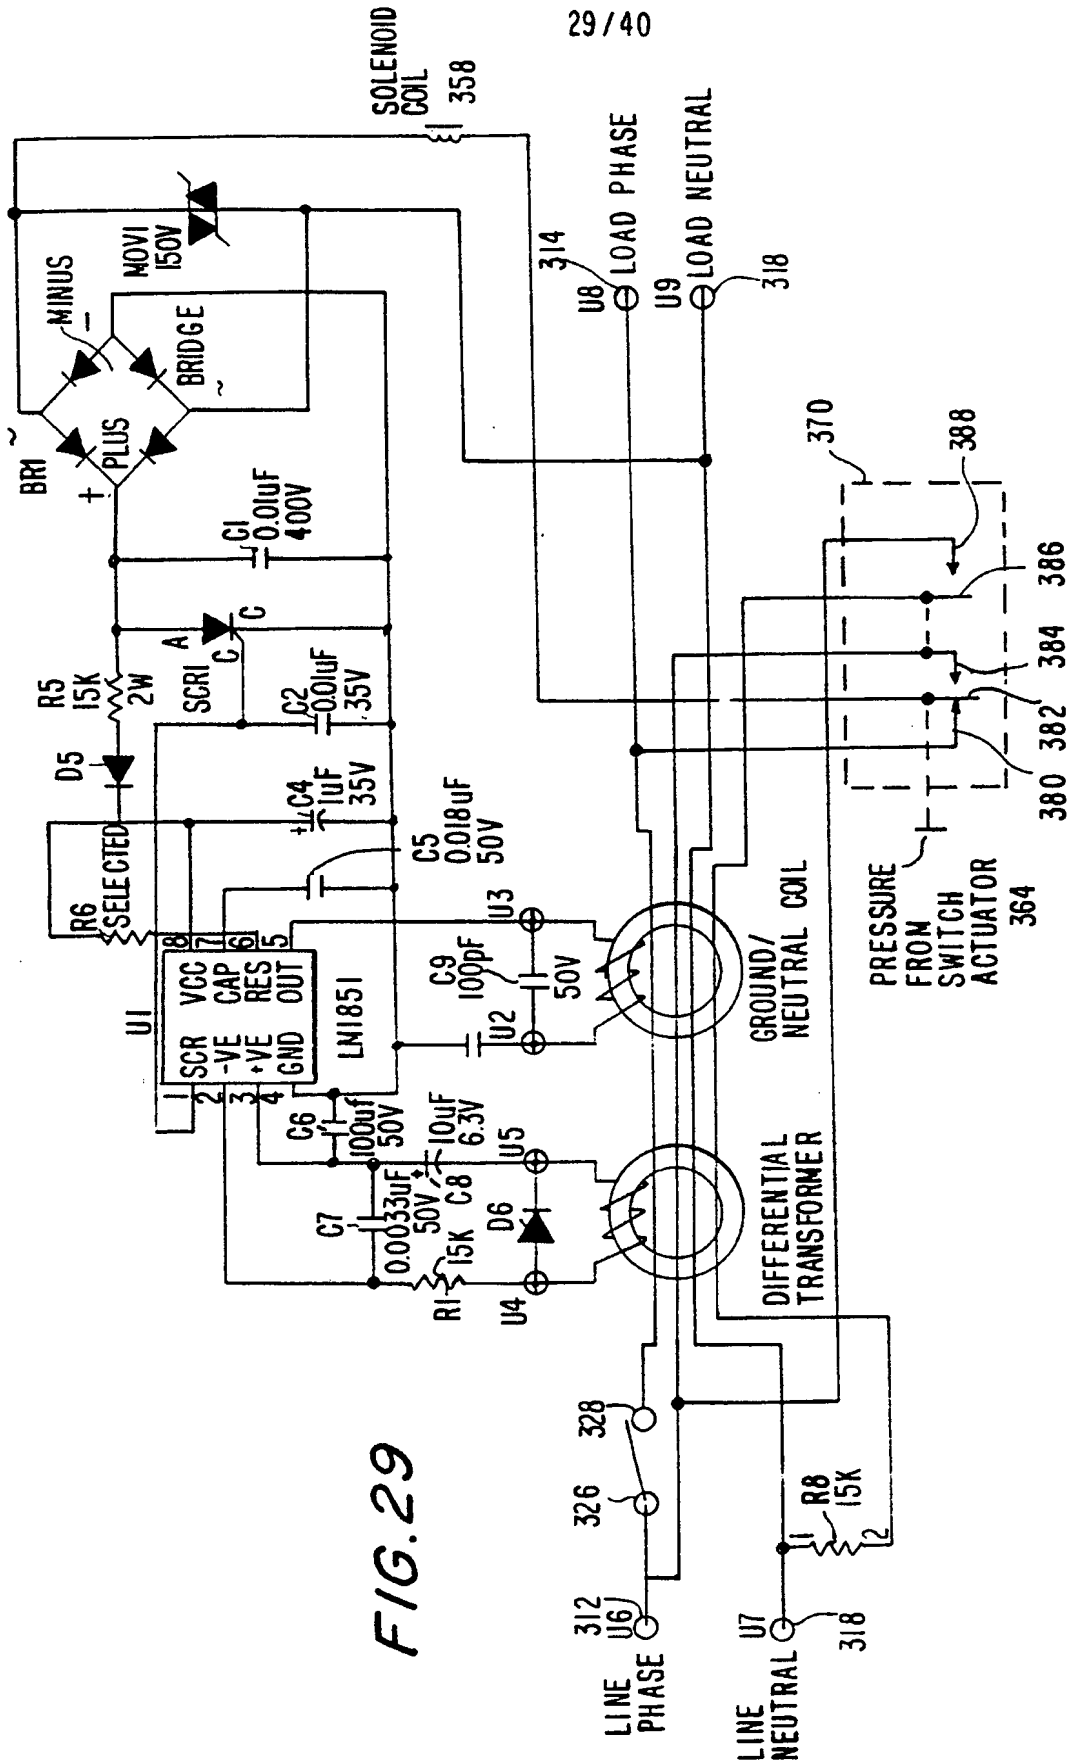 29/40
SOLENOID
COIL
358
MOV1
150V
MINUS
−
BRIDGE
~
~
BR1
PLUS
+
C1
0.01uF
400V
A
C
C
SCR1
R5
15K
2W
C2
0.01uF
35V
D5
+
C4
1uF
35V
C5
0.018uF
50V
R6
SELECTED
U1
8
7
6
5
VCC
CAP
RES
OUT
SCR
-VE
+VE
GND
1
2
3
4
LN1851
C6
100uf
50V
C7
0.0033uF
50V
+
C8
10uF
6.3V
R1
15K
D6
U4
U5
U2
U3
C9
100pF
50V
GROUND/
NEUTRAL COIL
DIFFERENTIAL
TRANSFORMER
314
U8
LOAD PHASE
U9
LOAD NEUTRAL
318
370
388
386
384
382
380
PRESSURE
FROM
SWITCH
ACTUATOR
364
328
326
312
U6
LINE
PHASE
U7
318
LINE
NEUTRAL
1
R8
15K
2
FIG.29